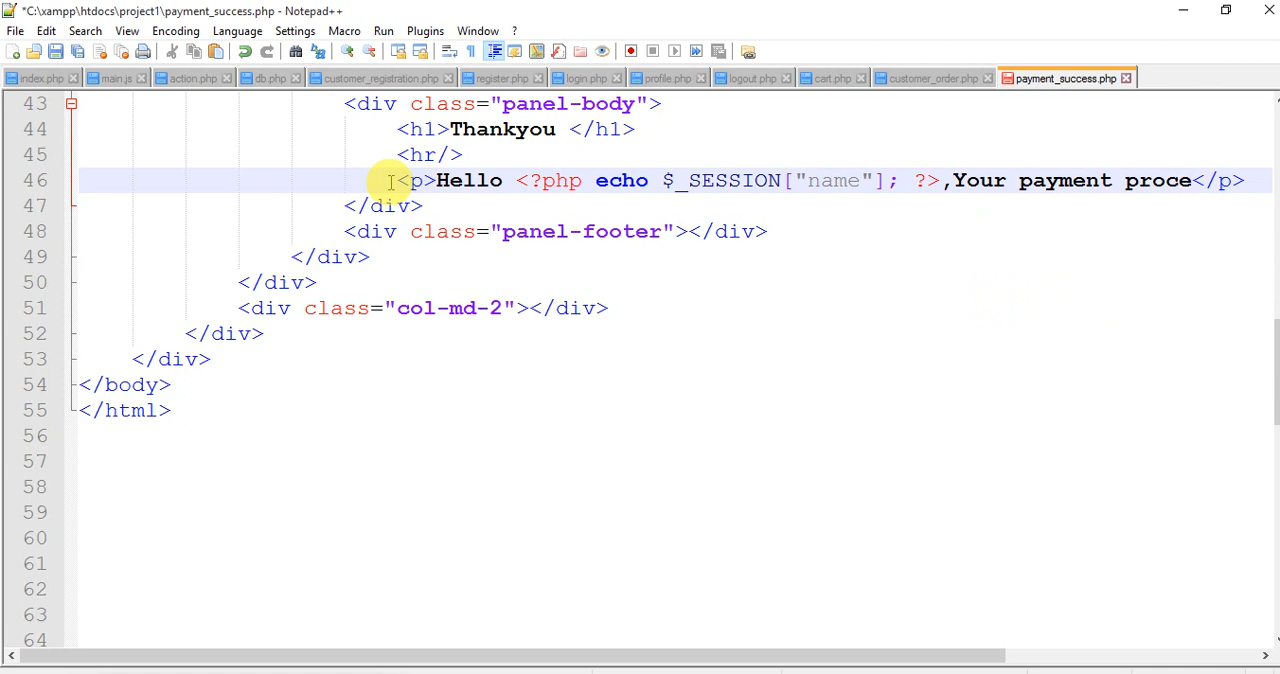 *C:\xampp\htdocs\project1\payment_success.php - Notepad++
File Edit Search View Encoding Language Settings Macro Run Plugins Window ?
index.php main.js action.php db.php customer_registration.php register.php login.php profile.php logout.php cart.php customer_order.php payment_success.php
43 <div class="panel-body">
44 <h1>Thankyou </h1>
45 <hr/>
46 <p>Hello <?php echo $_SESSION["name"]; ?>,Your payment proce</p>
47 </div>
48 <div class="panel-footer"></div>
49 </div>
50 </div>
51 <div class="col-md-2"></div>
52 </div>
53 </div>
54 </body>
55 </html>
56
57
58
59
60
61
62
63
64